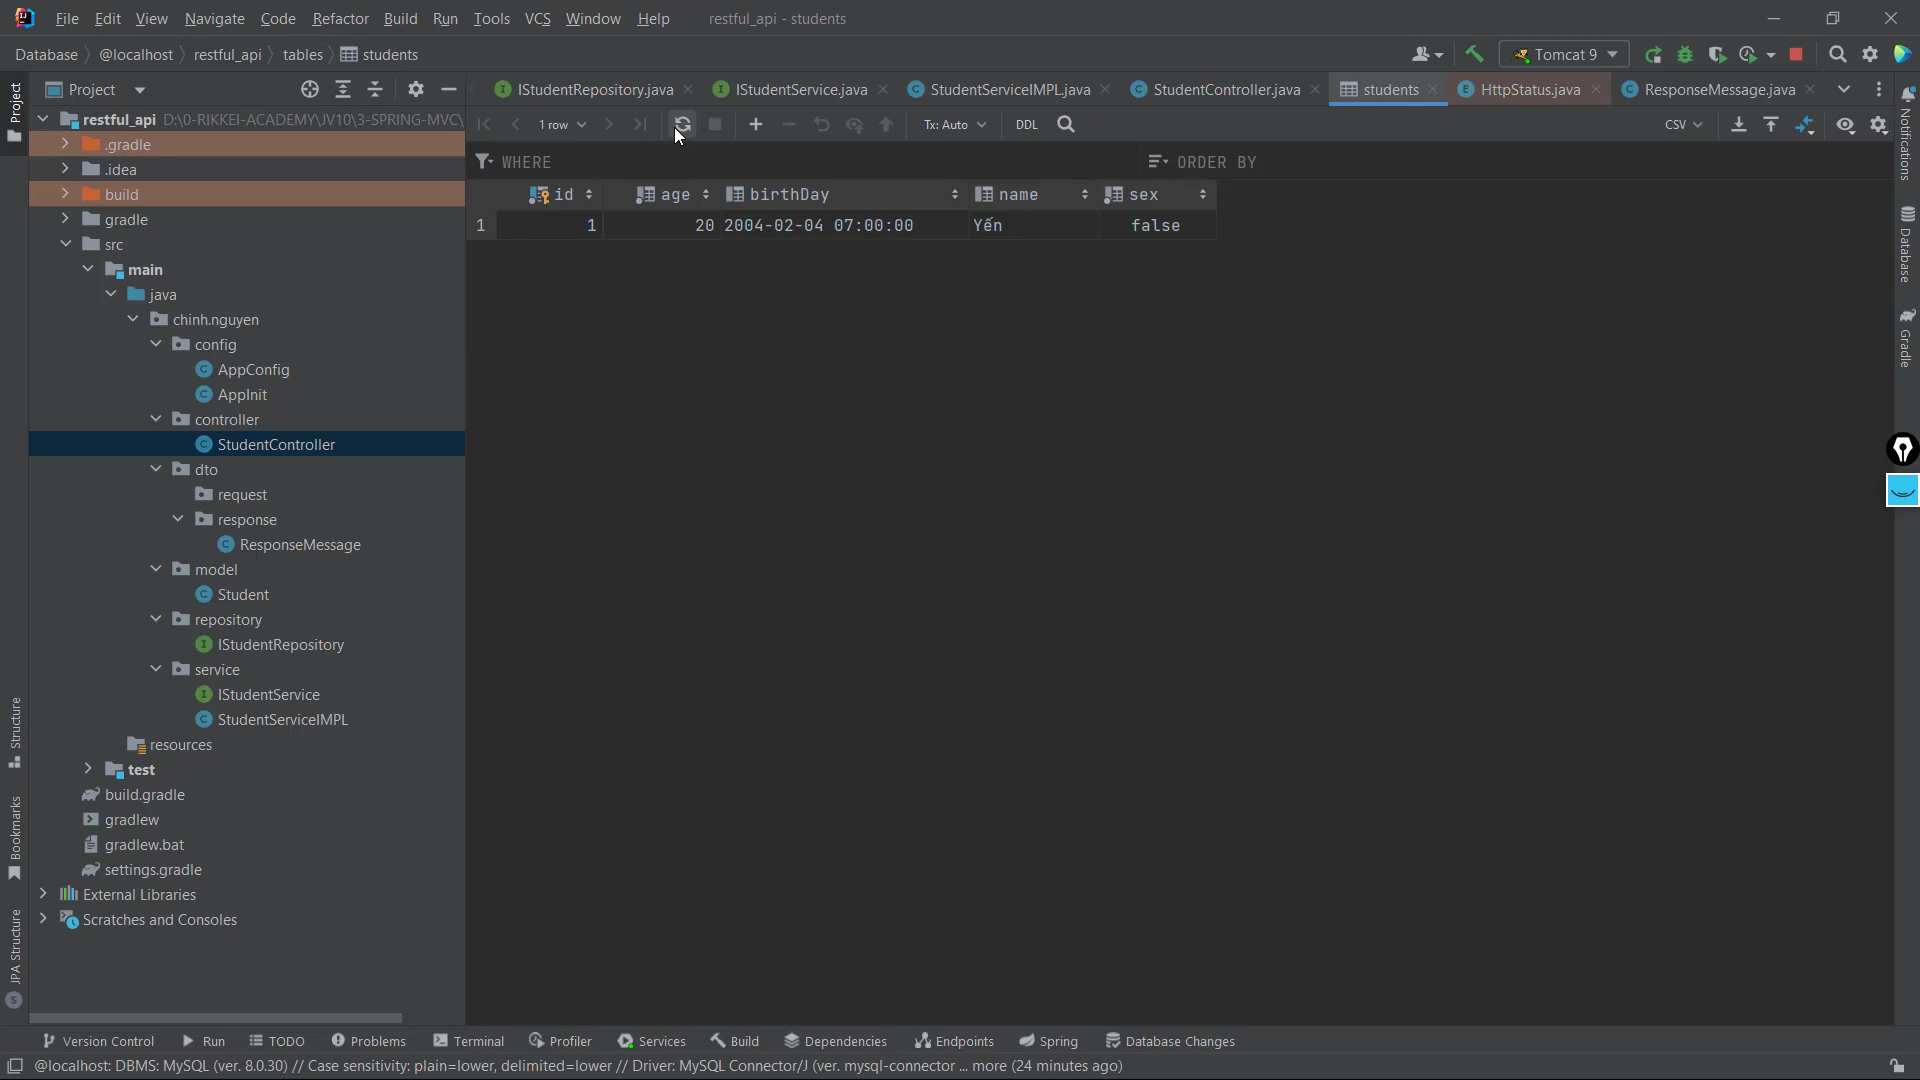 File Edit View Navigate Code Refactor Build Run Tools VCS Window Help restful_api - students
Database @localhost restful_api tables students
Tomcat 9
Project
IStudentRepository.java IStudentService.java StudentServiceIMPL.java StudentController.java students HttpStatus.java ResponseMessage.java
1 row Tx: Auto DDL CSV
WHERE ORDER BY
id age birthDay name sex
1 1 20 2004-02-04 07:00:00 Yến false
restful_api D:\0-RIKKEI-ACADEMY\JV10\3-SPRING-MVC\
.gradle
.idea
build
gradle
src
main
java
chinh.nguyen
config
AppConfig
AppInit
controller
StudentController
dto
request
response
ResponseMessage
model
Student
repository
IStudentRepository
service
IStudentService
StudentServiceIMPL
resources
test
build.gradle
gradlew
gradlew.bat
settings.gradle
External Libraries
Scratches and Consoles
Project
Structure
Bookmarks
JPA Structure
Notifications
Database
Gradle
Version Control Run TODO Problems Terminal Profiler Services Build Dependencies Endpoints Spring Database Changes
@localhost: DBMS: MySQL (ver. 8.0.30) // Case sensitivity: plain=lower, delimited=lower // Driver: MySQL Connector/J (ver. mysql-connector ... more (24 minutes ago)